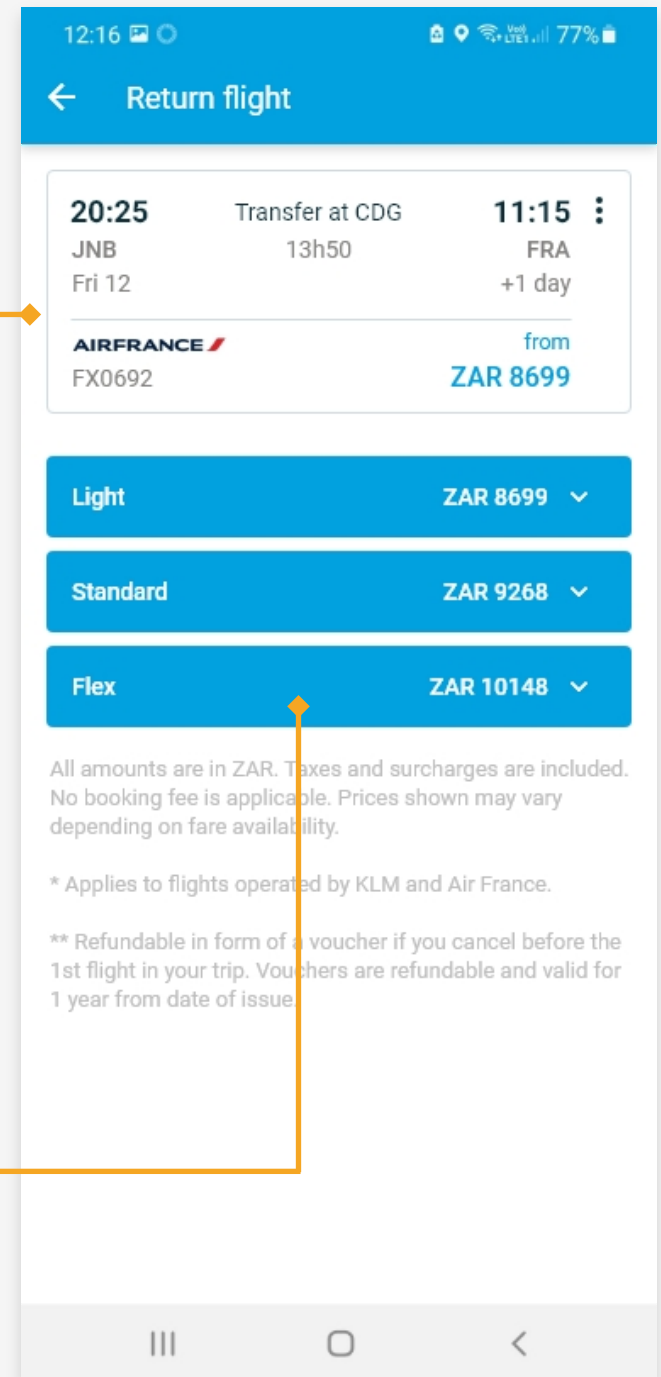 12:16 77%
Return flight
20:25 Transfer at CDG 11:15
JNB 13h50 FRA
Fri 12 +1 day
AIRFRANCE from
FX0692 ZAR 8699
Light ZAR 8699
Standard ZAR 9268
Flex ZAR 10148
All amounts are in ZAR. Taxes and surcharges are included.
No booking fee is applicable. Prices shown may vary
depending on fare availability.
* Applies to flights operated by KLM and Air France.
** Refundable in form of a voucher if you cancel before the
1st flight in your trip. Vouchers are refundable and valid for
1 year from date of issue.